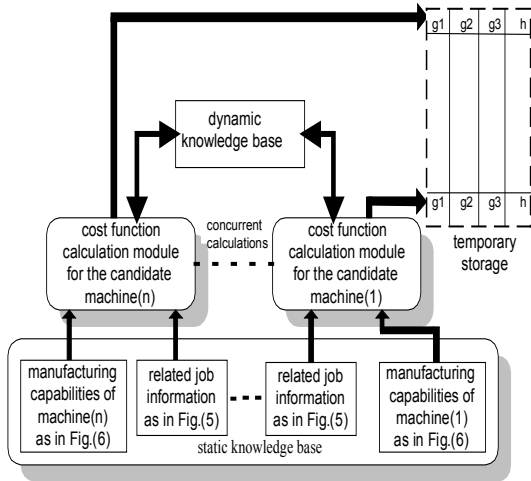 g1 g2 g3 h
dynamic
knowledge base
g1 g2 g3 h
temporary
storage
cost function
calculation module
for the candidate
machine(n)
concurrent
calculations
cost function
calculation module
for the candidate
machine(1)
manufacturing
capabilities of
machine(n)
as in Fig.(6)
related job
information
as in Fig.(5)
related job
information
as in Fig.(5)
manufacturing
capabilities of
machine(1)
as in Fig.(6)
static knowledge base